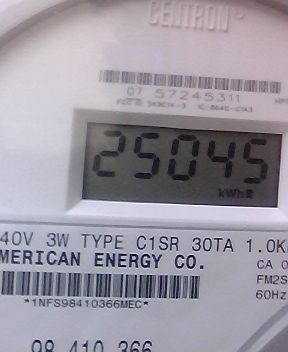 CENTRON®
07 57245311
25045
kWh
40V 3W TYPE C1SR 30TA 1.0K
MERICAN ENERGY CO.
CA 0
FM2S
60Hz
*1NFS98410366MEC*
98 410 366